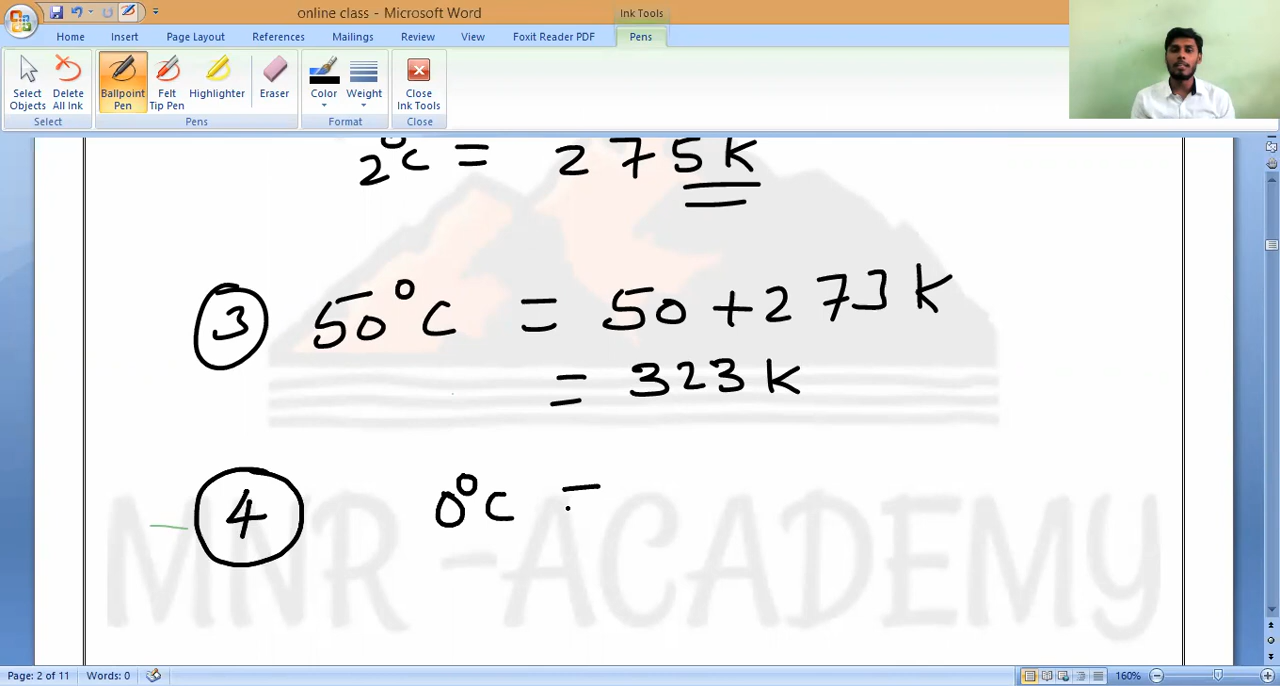 online class - Microsoft Word
Ink Tools
Home Insert Page Layout References Mailings Review View Foxit Reader PDF Pens
Select Objects Delete All Ink Ballpoint Pen Felt Tip Pen Highlighter Eraser Color Weight Close Ink Tools
Select Pens Format Close
2°C = 275K
3 50°C = 50 + 273 K
= 323 K
4 0°C =
MNR - ACADEMY
Page: 2 of 11 Words: 0 160%